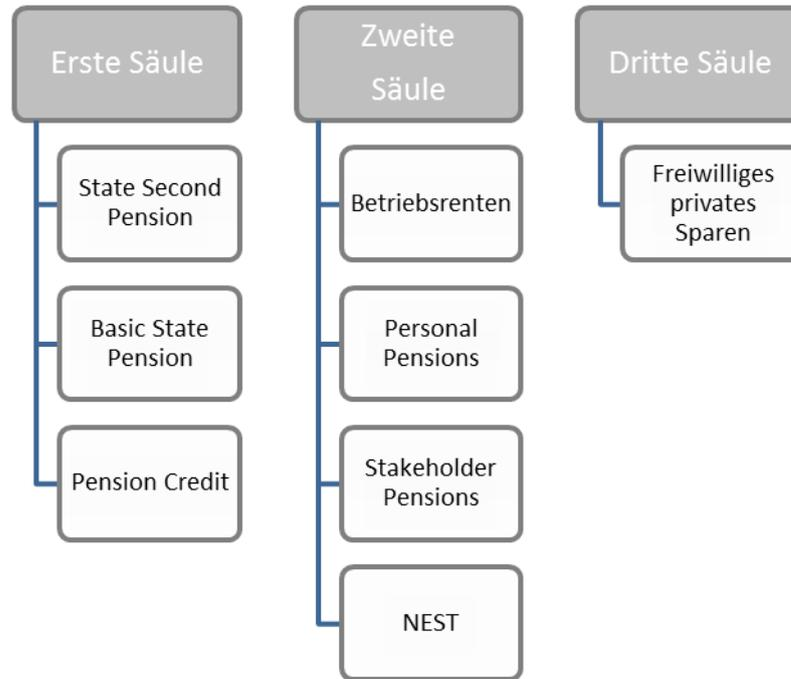 Erste Säule
State Second
Pension
Basic State
Pension
Pension Credit
Zweite
Säule
Betriebsrenten
Personal
Pensions
Stakeholder
Pensions
NEST
Dritte Säule
Freiwilliges
privates
Sparen